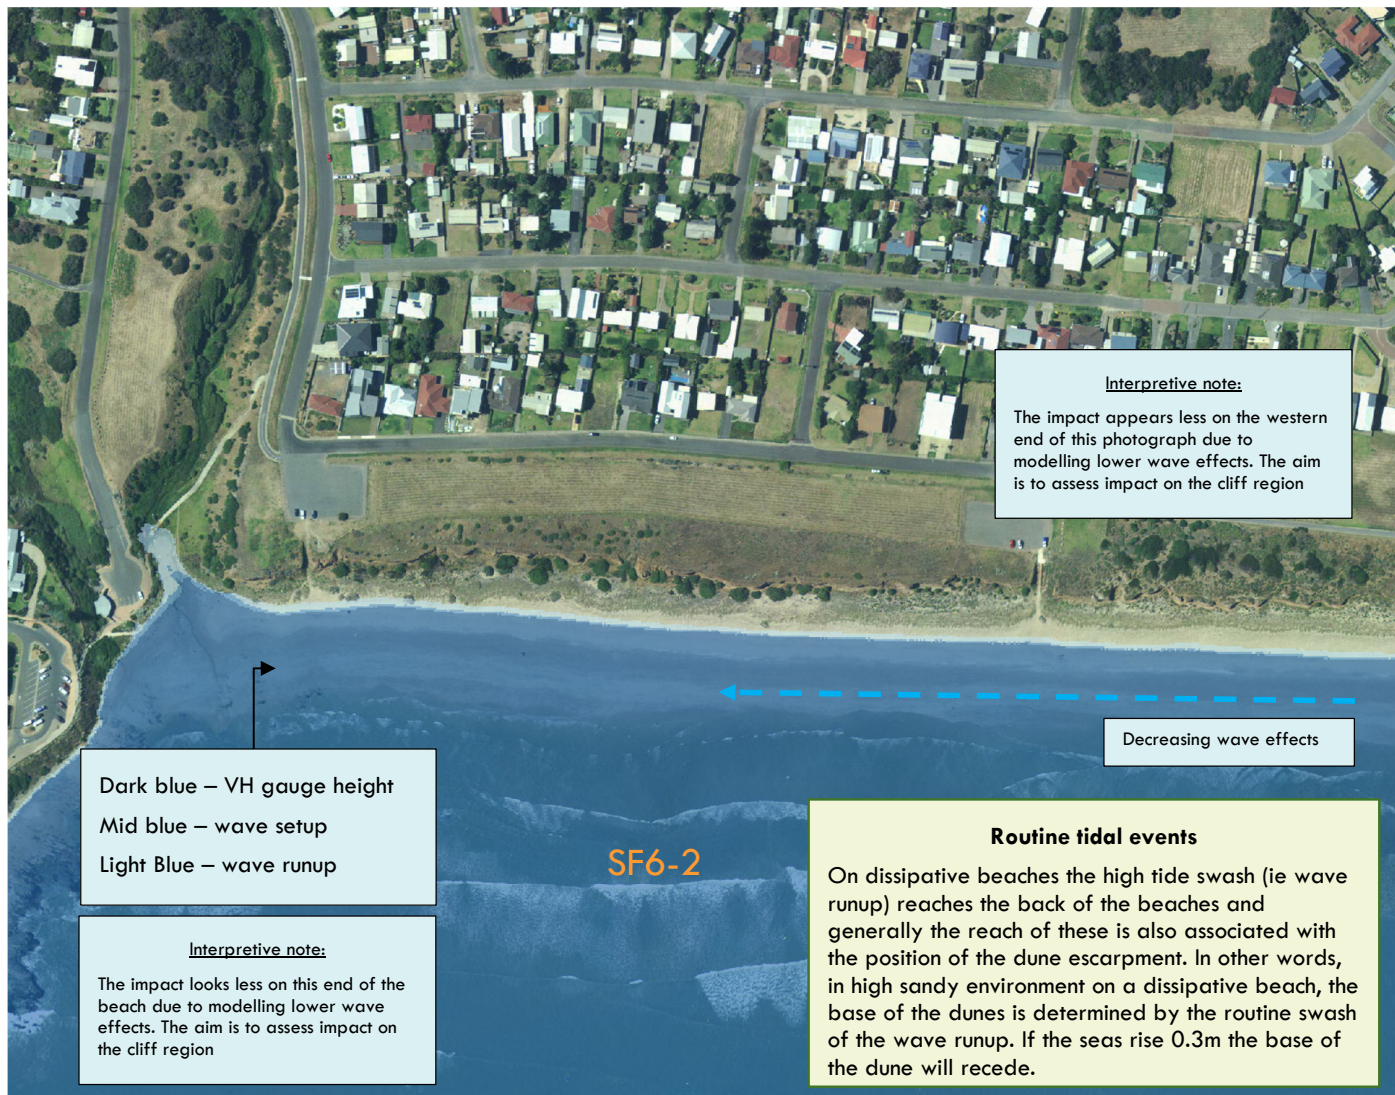 Interpretive note:
The impact appears less on the western
end of this photograph due to
modelling lower wave effects. The aim
is to assess impact on the cliff region
Decreasing wave effects
Dark blue – VH gauge height
Mid blue – wave setup
Light Blue – wave runup
SF6-2
Interpretive note:
The impact looks less on this end of the
beach due to modelling lower wave
effects. The aim is to assess impact on
the cliff region
Routine tidal events
On dissipative beaches the high tide swash (ie wave
runup) reaches the back of the beaches and
generally the reach of these is also associated with
the position of the dune escarpment. In other words,
in high sandy environment on a dissipative beach, the
base of the dunes is determined by the routine swash
of the wave runup. If the seas rise 0.3m the base of
the dune will recede.